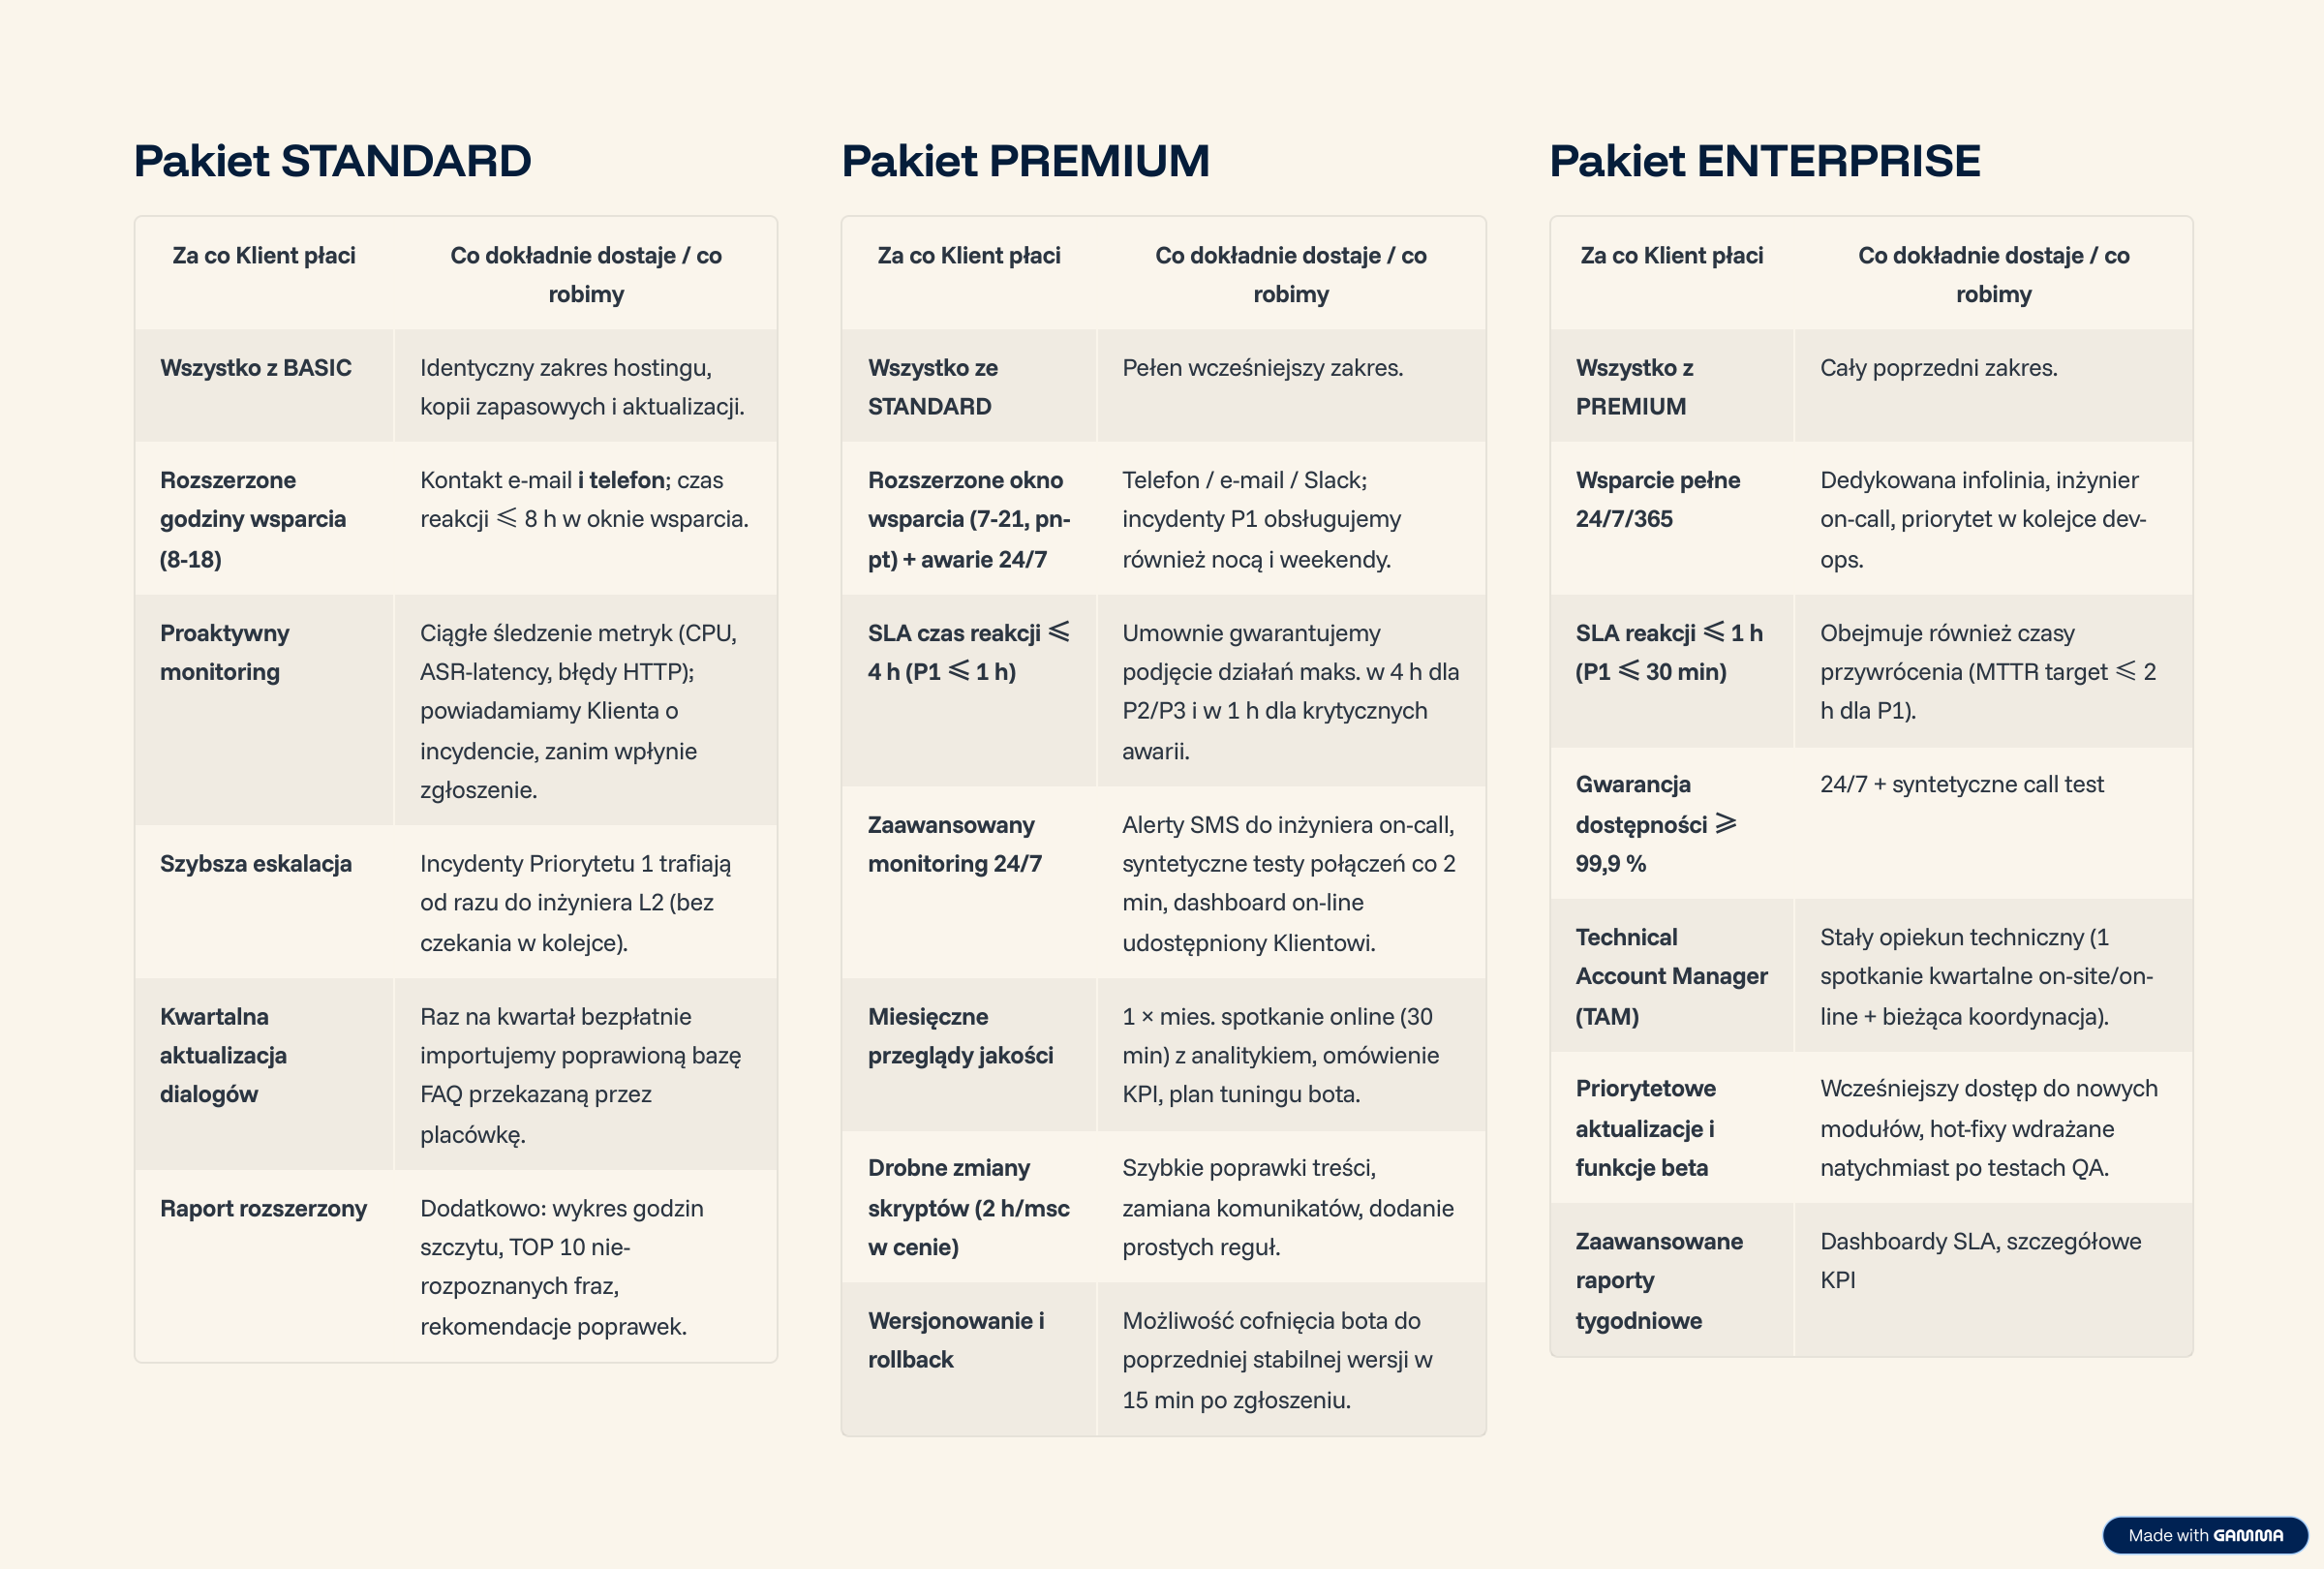 Pakiet STANDARD
Za co Klient płaci
Co dokładnie dostaje / co
robimy
Wszystko z BASIC
Identyczny zakres hostingu,
kopii zapasowych i aktualizacji.
Rozszerzone
godziny wsparcia
(8-18)
Kontakt e-mail i telefon; czas
reakcji ⩽ 8 h w oknie wsparcia.
Proaktywny
monitoring
Ciągłe śledzenie metryk (CPU,
ASR-latency, błędy HTTP);
powiadamiamy Klienta o
incydencie, zanim wpłynie
zgłoszenie.
Szybsza eskalacja
Incydenty Priorytetu 1 trafiają
od razu do inżyniera L2 (bez
czekania w kolejce).
Kwartalna
aktualizacja
dialogów
Raz na kwartał bezpłatnie
importujemy poprawioną bazę
FAQ przekazaną przez
placówkę.
Raport rozszerzony
Dodatkowo: wykres godzin
szczytu, TOP 10 nie-
rozpoznanych fraz,
rekomendacje poprawek.
Pakiet PREMIUM
Za co Klient płaci
Co dokładnie dostaje / co
robimy
Wszystko ze
STANDARD
Pełen wcześniejszy zakres.
Rozszerzone okno
wsparcia (7-21, pn-
pt) + awarie 24/7
Telefon / e-mail / Slack;
incydenty P1 obsługujemy
również nocą i weekendy.
SLA czas reakcji ⩽
4 h (P1 ⩽ 1 h)
Umownie gwarantujemy
podjęcie działań maks. w 4 h dla
P2/P3 i w 1 h dla krytycznych
awarii.
Zaawansowany
monitoring 24/7
Alerty SMS do inżyniera on-call,
syntetyczne testy połączeń co 2
min, dashboard on-line
udostępniony Klientowi.
Miesięczne
przeglądy jakości
1 × mies. spotkanie online (30
min) z analitykiem, omówienie
KPI, plan tuningu bota.
Drobne zmiany
skryptów (2 h/msc
w cenie)
Szybkie poprawki treści,
zamiana komunikatów, dodanie
prostych reguł.
Wersjonowanie i
rollback
Możliwość cofnięcia bota do
poprzedniej stabilnej wersji w
15 min po zgłoszeniu.
Pakiet ENTERPRISE
Za co Klient płaci
Co dokładnie dostaje / co
robimy
Wszystko z
PREMIUM
Cały poprzedni zakres.
Wsparcie pełne
24/7/365
Dedykowana infolinia, inżynier
on-call, priorytet w kolejce dev-
ops.
SLA reakcji ⩽ 1 h
(P1 ⩽ 30 min)
Obejmuje również czasy
przywrócenia (MTTR target ⩽ 2
h dla P1).
Gwarancja
dostępności ⩾
99,9 %
24/7 + syntetyczne call test
Technical
Account Manager
(TAM)
Stały opiekun techniczny (1
spotkanie kwartalne on-site/on-
line + bieżąca koordynacja).
Priorytetowe
aktualizacje i
funkcje beta
Wcześniejszy dostęp do nowych
modułów, hot-fixy wdrażane
natychmiast po testach QA.
Zaawansowane
raporty
tygodniowe
Dashboardy SLA, szczegółowe
KPI
Made with GAMMA